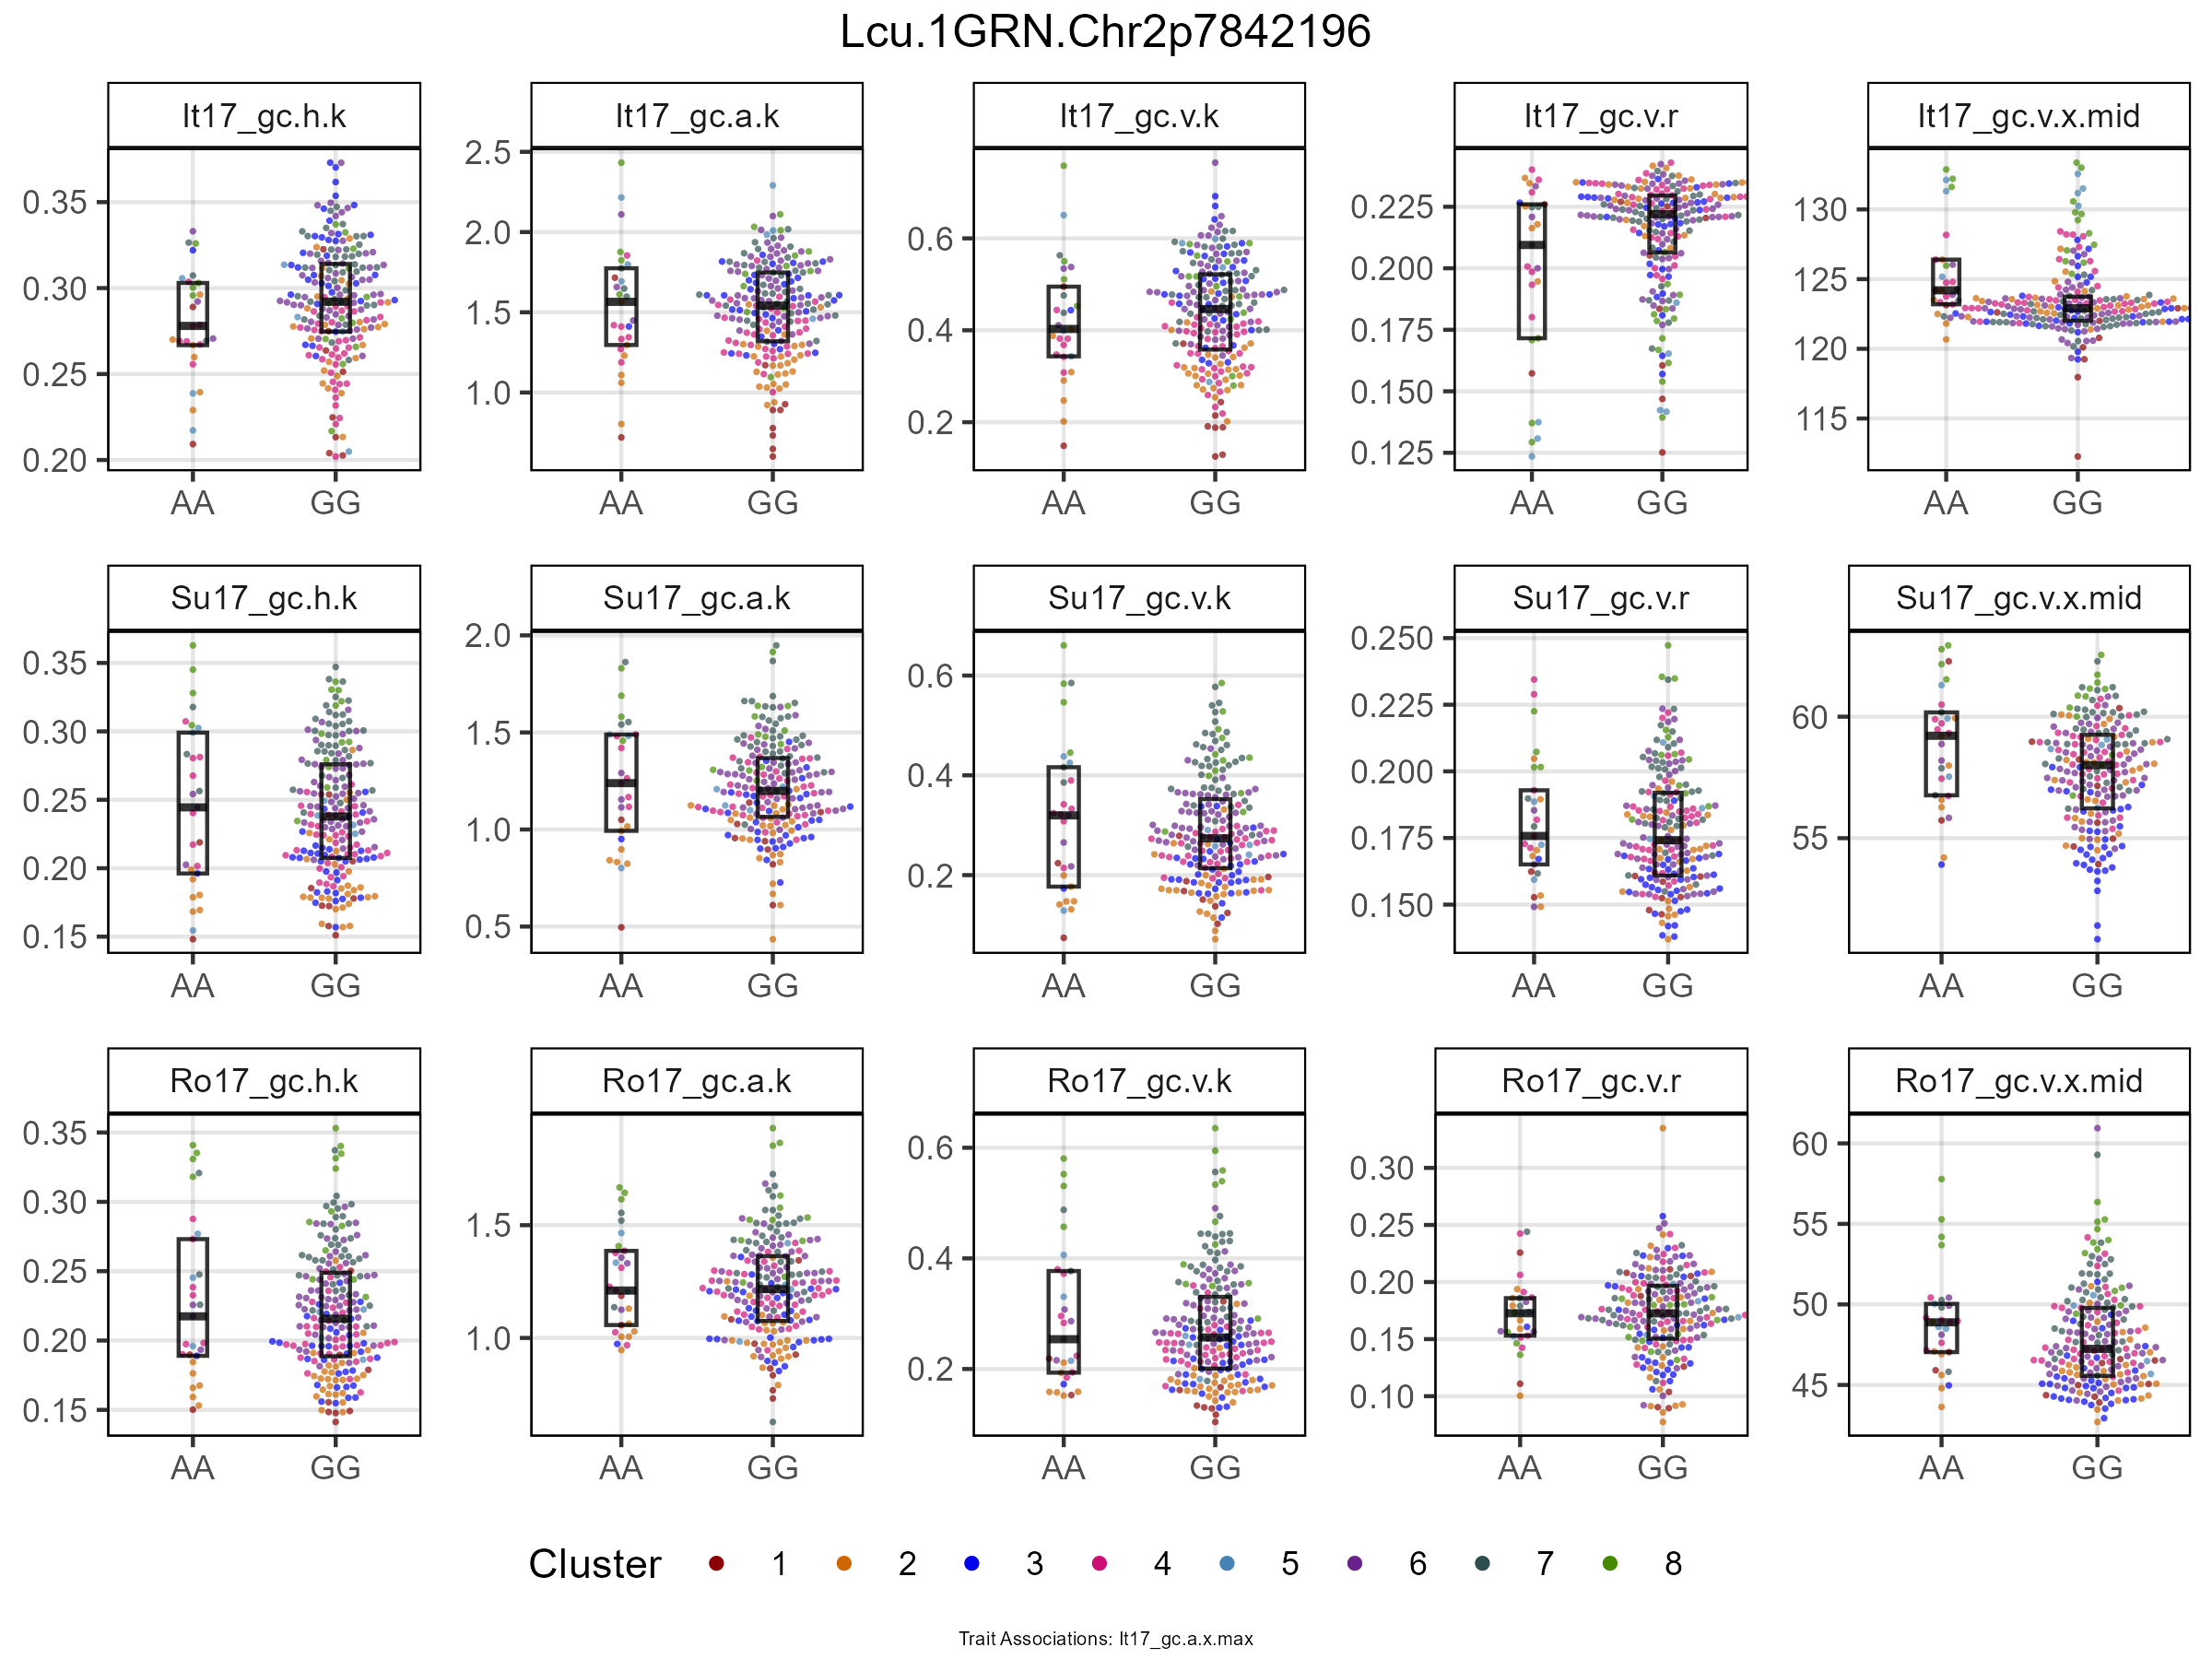 Lcu.1GRN.Chr2p7842196
It17_gc.h.k It17_gc.a.k It17_gc.v.k It17_gc.v.r It17_gc.v.x.mid
0.35 0.30 0.25 0.20
2.5 2.0 1.5 1.0
0.6 0.4 0.2
0.225 0.200 0.175 0.150 0.125
130 125 120 115
AA GG AA GG AA GG AA GG AA GG
Su17_gc.h.k Su17_gc.a.k Su17_gc.v.k Su17_gc.v.r Su17_gc.v.x.mid
0.35 0.30 0.25 0.20 0.15
2.0 1.5 1.0 0.5
0.6 0.4 0.2
0.250 0.225 0.200 0.175 0.150
60 55
AA GG AA GG AA GG AA GG AA GG
Ro17_gc.h.k Ro17_gc.a.k Ro17_gc.v.k Ro17_gc.v.r Ro17_gc.v.x.mid
0.35 0.30 0.25 0.20 0.15
1.5 1.0
0.6 0.4 0.2
0.30 0.25 0.20 0.15 0.10
60 55 50 45
AA GG AA GG AA GG AA GG AA GG
Cluster 1 2 3 4 5 6 7 8
Trait Associations: It17_gc.a.x.max